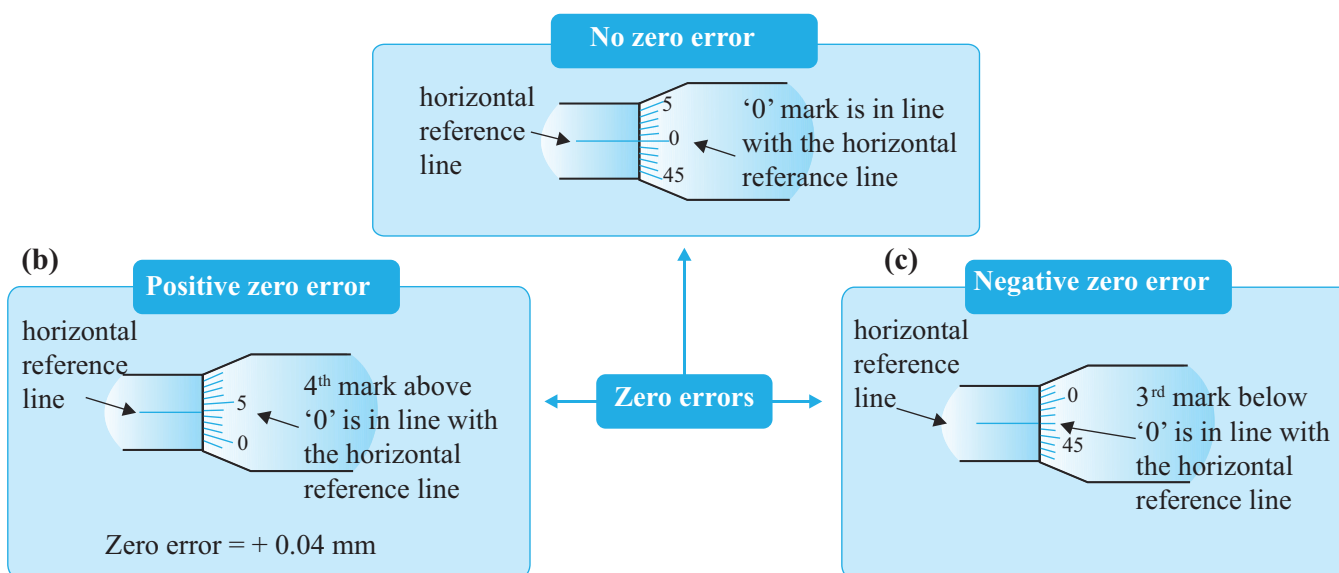 No zero error
horizontal
reference
line
5
0
45
‘0’ mark is in line
with the horizontal
referance line
(b)
Positive zero error
horizontal
reference
line
5
0
4th mark above
‘0’ is in line with
the horizontal
reference line
Zero error = + 0.04 mm
Zero errors
(c)
Negative zero error
horizontal
reference
line
0
45
3rd mark below
‘0’ is in line with
the horizontal
reference line